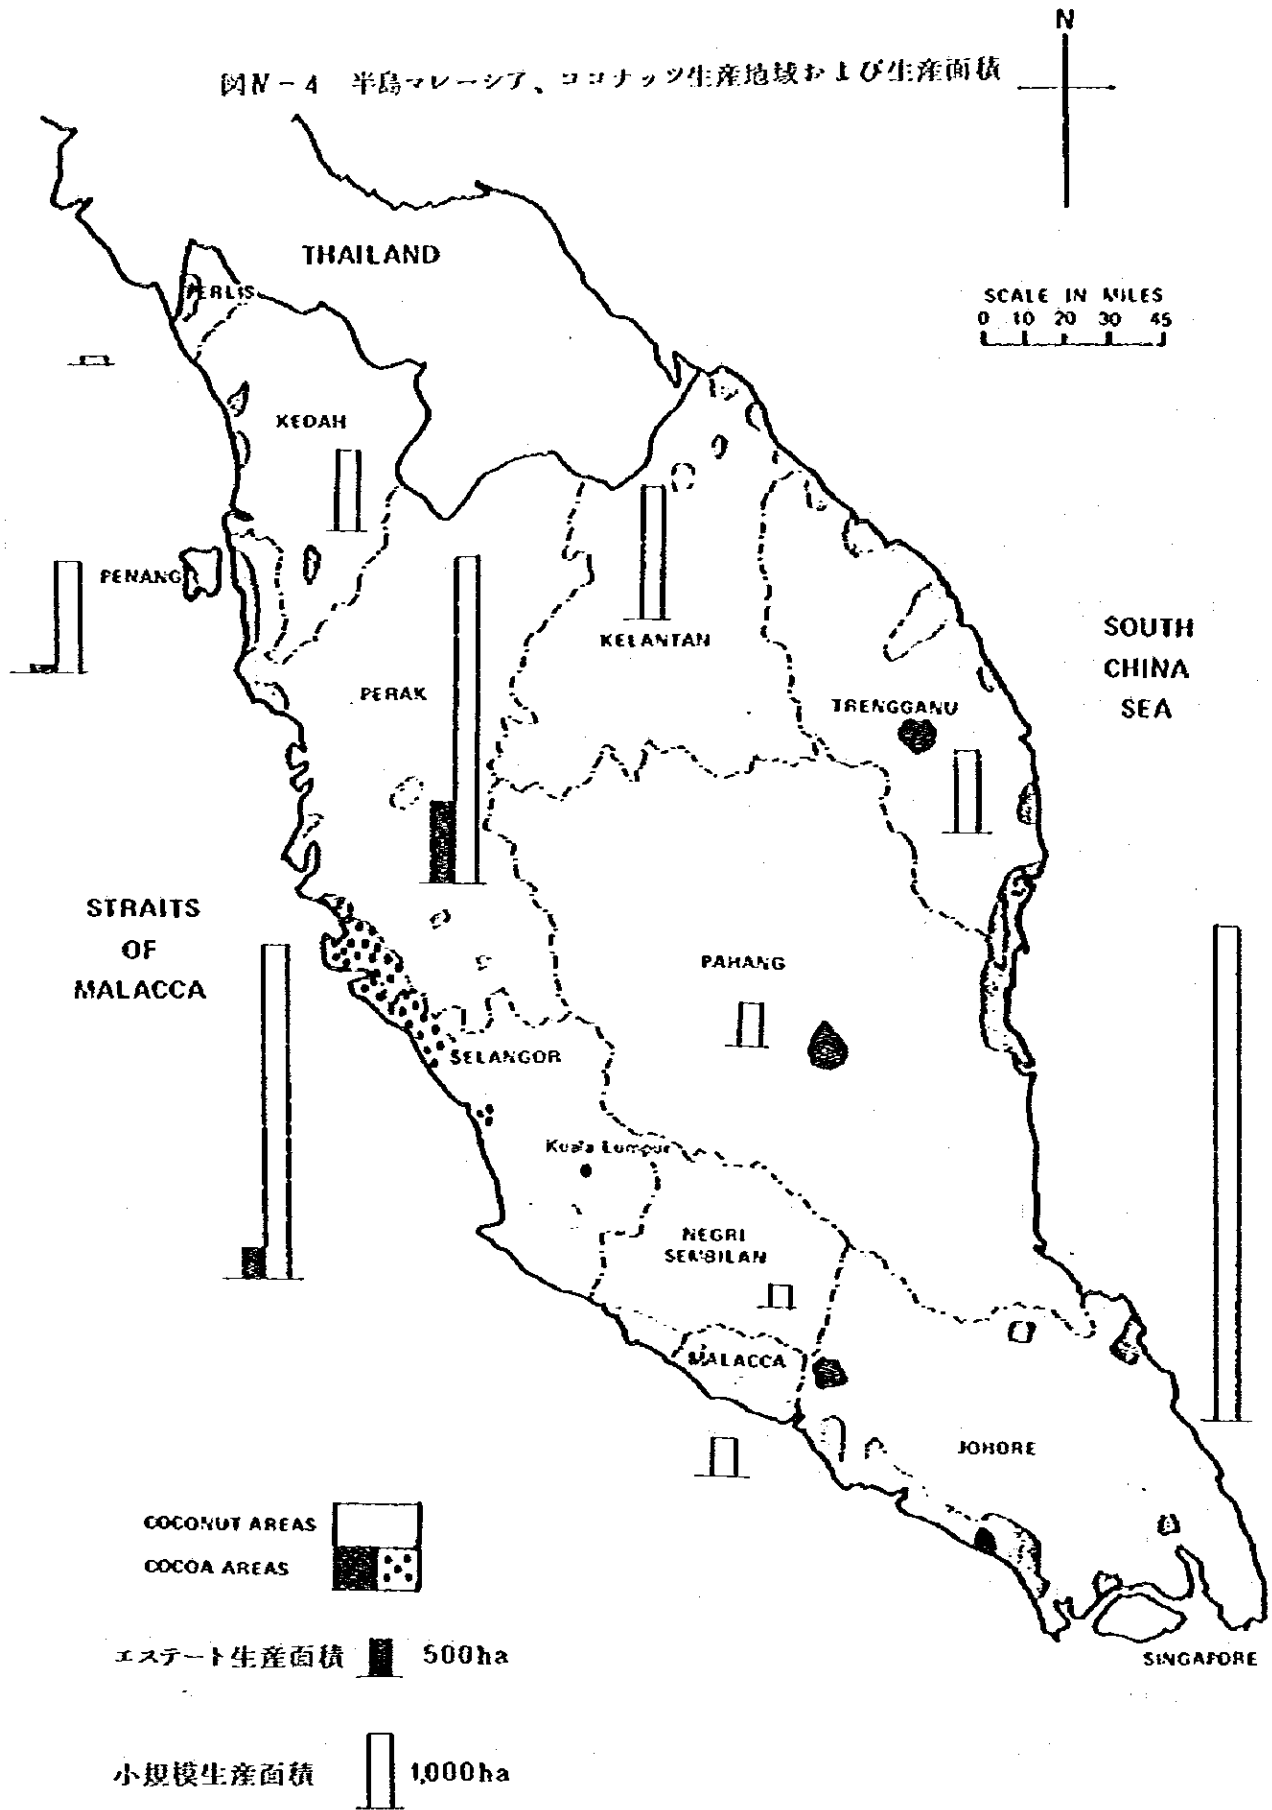 図Ⅳ-4 半島マレーシア、ココナッツ生産地域および生産面積
N
THAILAND
SCALE IN MILES
0 10 20 30 45
PERLIS
KEDAH
PENANG
KELANTAN
SOUTH
CHINA
SEA
PERAK
TRENGGANU
STRAITS
OF
MALACCA
PAHANG
SELANGOR
Kuala Lumpur
NEGRI
SEMBILAN
MALACCA
JOHORE
COCONUT AREAS
COCOA AREAS
SINGAPORE
エステート生産面積 500ha
小規模生産面積 1,000ha